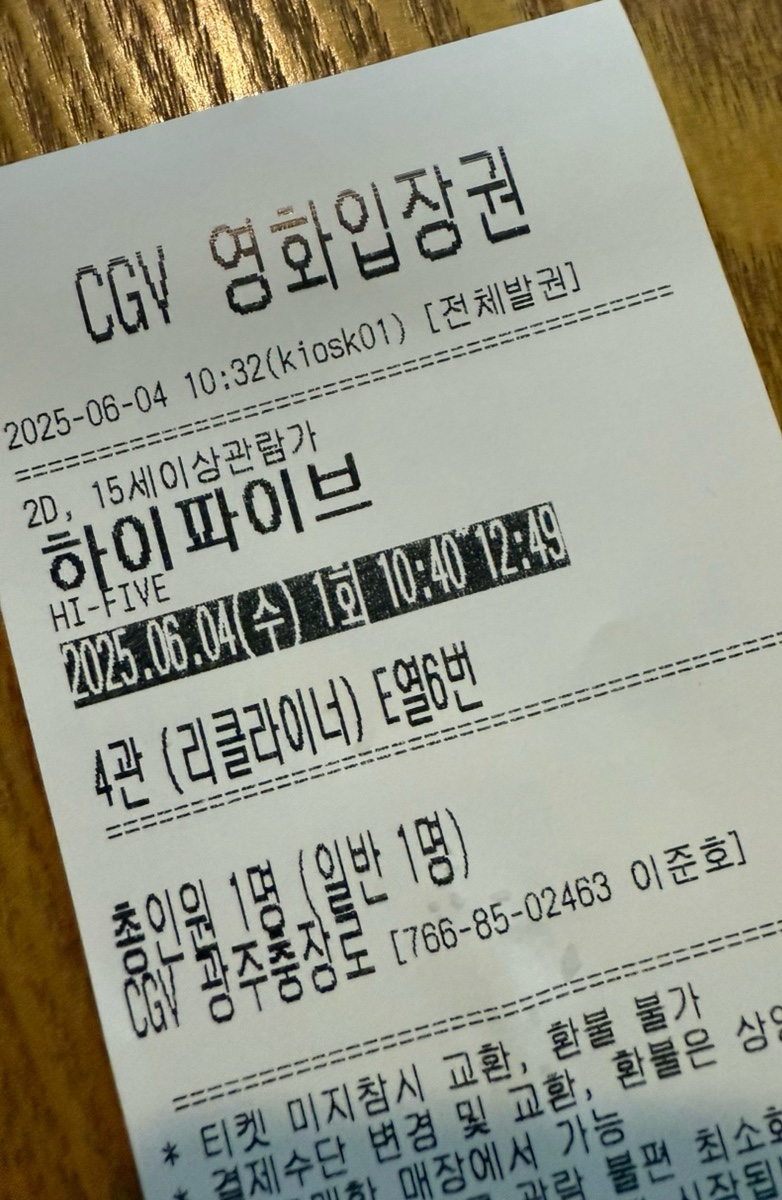 CGV 영화입장권
2025-06-04 10:32(kiosk01) [전체발권]
2D, 15세이상관람가
하이파이브
HI-FIVE
2025.06.04(수) 1회 10:40~12:49
4관 (리클라이너) E열6번
총인원 1명 (일반 1명)
CGV 광주충장로 [766-85-02463 이준호]
* 티켓 미지참시 교환, 환불 불가
* 결제수단 변경 및 교환, 환불은
매장에서 가능
관람 불편